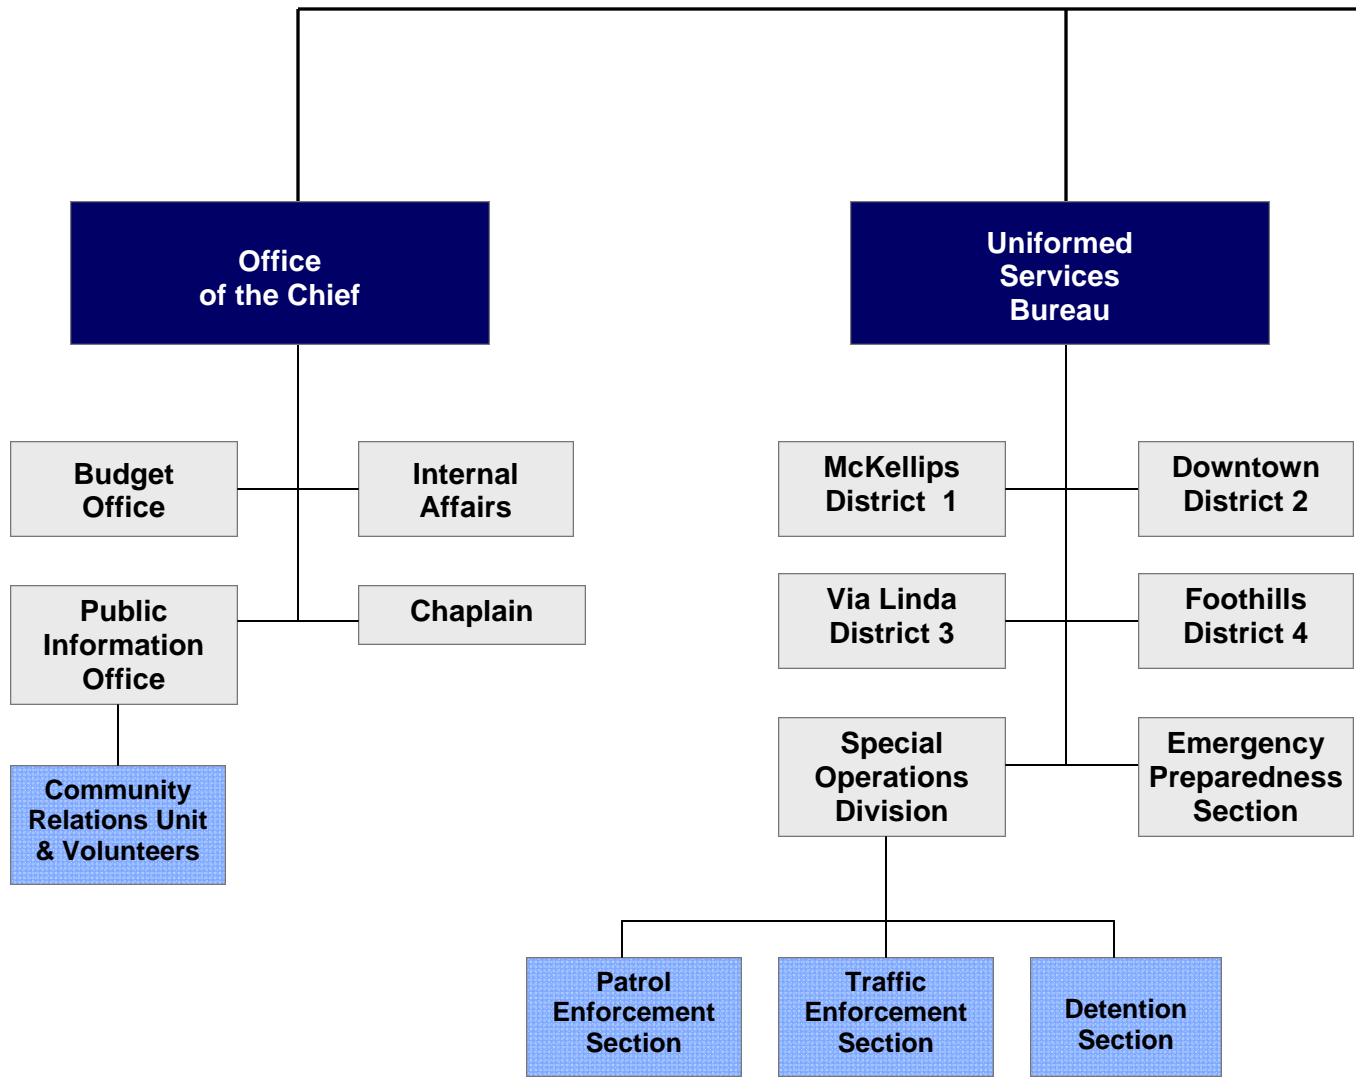 Office
of the Chief
Uniformed
Services
Bureau
Budget
Office
Internal
Affairs
McKellips
District 1
Downtown
District 2
Public
Information
Office
Chaplain
Via Linda
District 3
Foothills
District 4
Special
Operations
Division
Emergency
Preparedness
Section
Community
Relations Unit
& Volunteers
Patrol
Enforcement
Section
Traffic
Enforcement
Section
Detention
Section